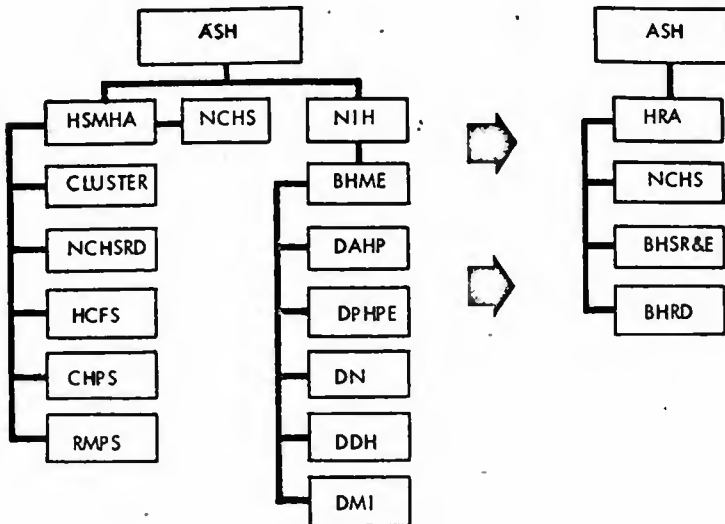 ASH
HSMHA
NCHS
CLUSTER
NCHSRD
HCFS
CHPS
RMPS
NIH
BHME
DAHP
DPHPE
DN
DDH
DMI
ASH
HRA
NCHS
BHSR&E
BHRD